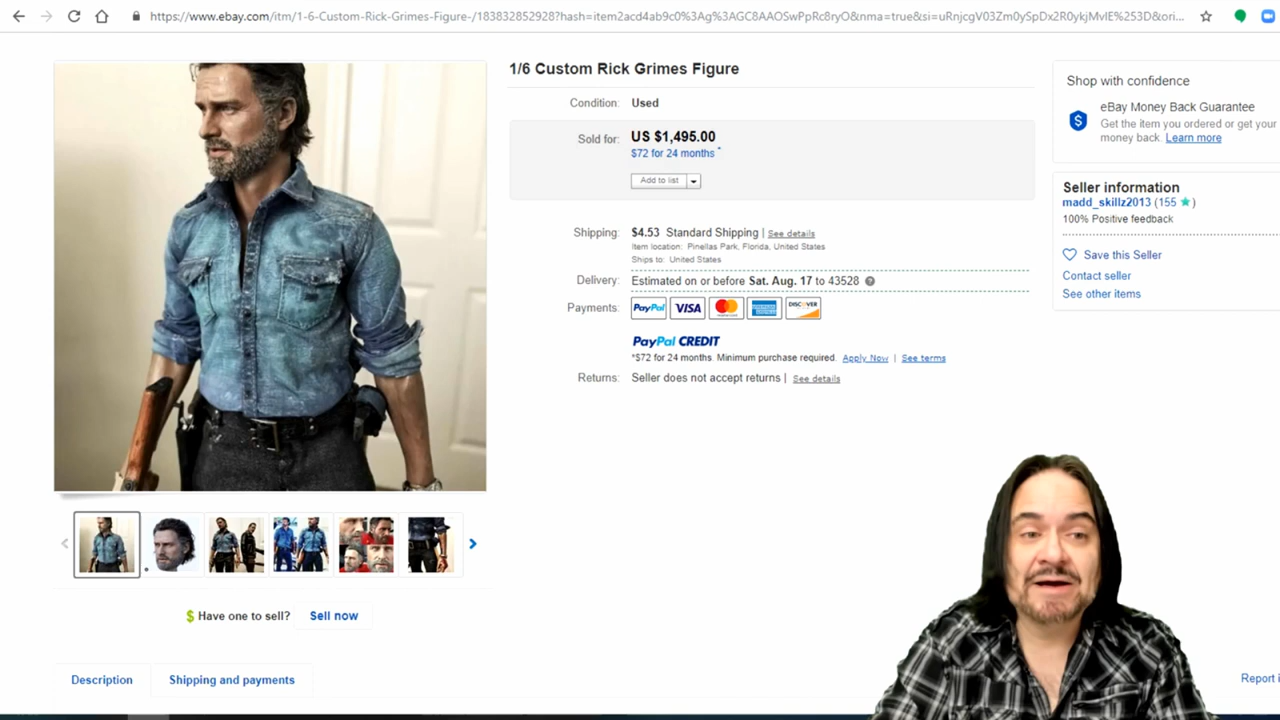 https://www.ebay.com/itm/1-6-Custom-Rick-Grimes-Figure-/183832852928?hash=item2acd4ab9c0%3Ag%3AGC8AAOSwPpRc8ryO&nma=true&si=uRnjcgV03Zm0ySpDx2R0ykjMvIE%253D&ori...
1/6 Custom Rick Grimes Figure
Condition: Used
Sold for: US $1,495.00
$72 for 24 months *
Add to list
Shipping: $4.53 Standard Shipping | See details
Item location: Pinellas Park, Florida, United States
Ships to: United States
Delivery: Estimated on or before Sat. Aug. 17 to 43528
Payments: PayPal VISA MasterCard AMERICAN EXPRESS DISCOVER
PayPal CREDIT
*$72 for 24 months. Minimum purchase required. Apply Now | See terms
Returns: Seller does not accept returns | See details
Shop with confidence
eBay Money Back Guarantee
Get the item you ordered or get your
money back. Learn more
Seller information
madd_skillz2013 (155 )
100% Positive feedback
Save this Seller
Contact seller
See other items
$ Have one to sell? Sell now
Description Shipping and payments
Report i